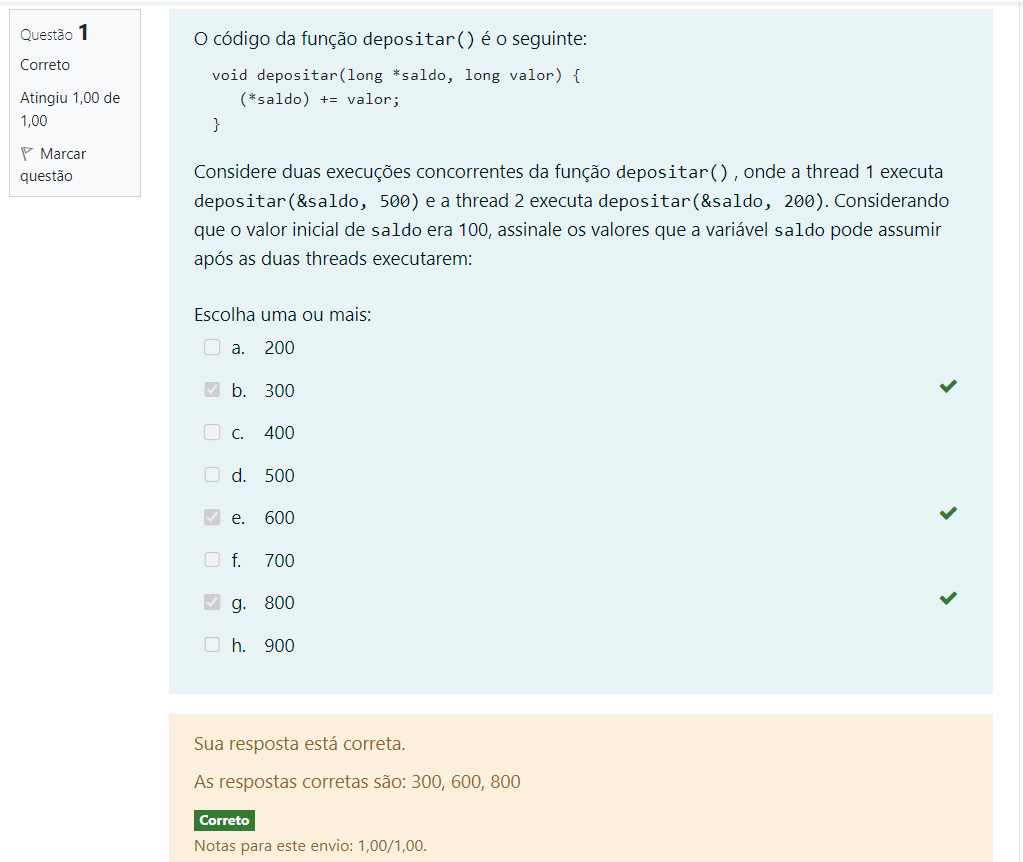 Questão 1
Correto
Atingiu 1,00 de
1,00
Marcar
questão
O código da função depositar() é o seguinte:
void depositar(long *saldo, long valor) {
(*saldo) += valor;
}
Considere duas execuções concorrentes da função depositar() , onde a thread 1 executa
depositar(&saldo, 500) e a thread 2 executa depositar(&saldo, 200). Considerando
que o valor inicial de saldo era 100, assinale os valores que a variável saldo pode assumir
após as duas threads executarem:
Escolha uma ou mais:
a. 200
b. 300
c. 400
d. 500
e. 600
f. 700
g. 800
h. 900
Sua resposta está correta.
As respostas corretas são: 300, 600, 800
Correto
Notas para este envio: 1,00/1,00.